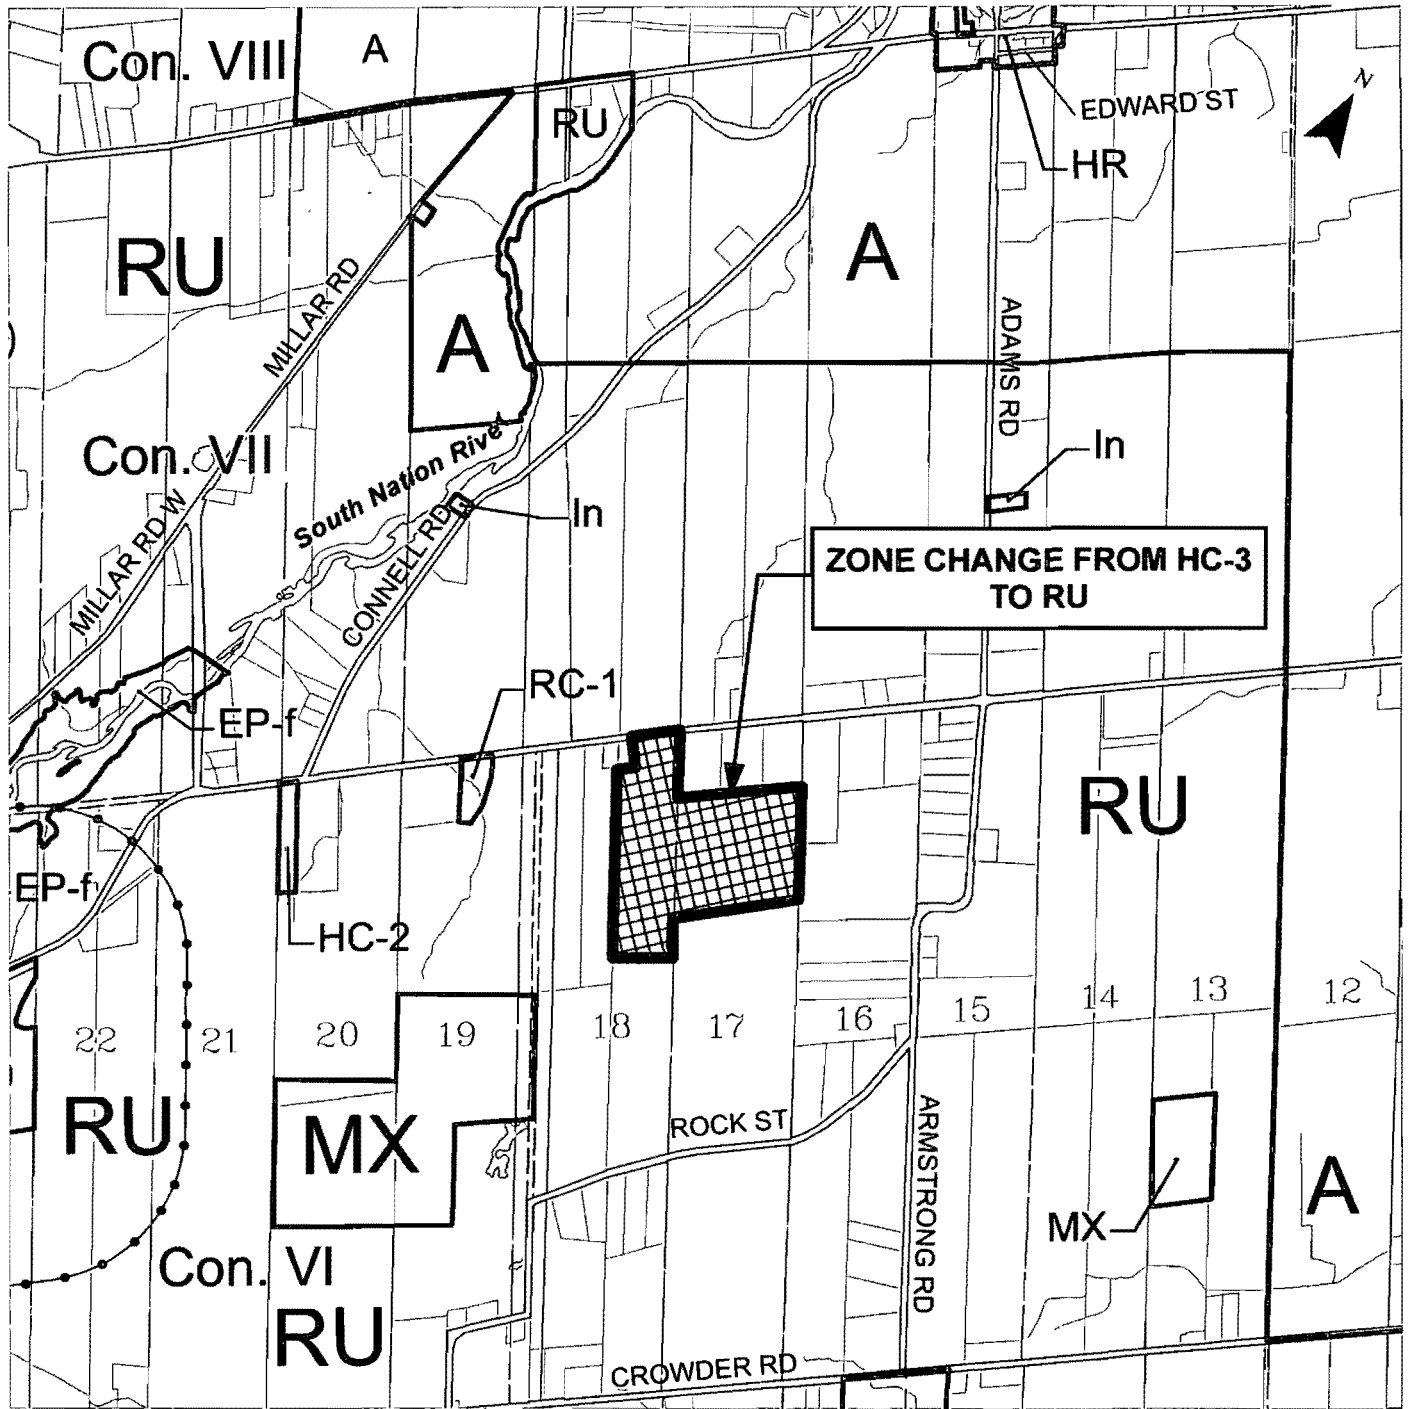 Con. VIII
A
RU
EDWARD ST
N
HR
RU
A
MILLAR RD
A
ADAMS RD
Con. VII
South Nation River
In
In
MILLAR RD W
CONNELL RD
ZONE CHANGE FROM HC-3
TO RU
RC-1
EP-f
RU
EP-f
HC-2
22
21
20
19
18
17
16
15
14
13
12
RU
MX
ROCK ST
ARMSTRONG RD
A
MX
Con. VI
RU
CROWDER RD